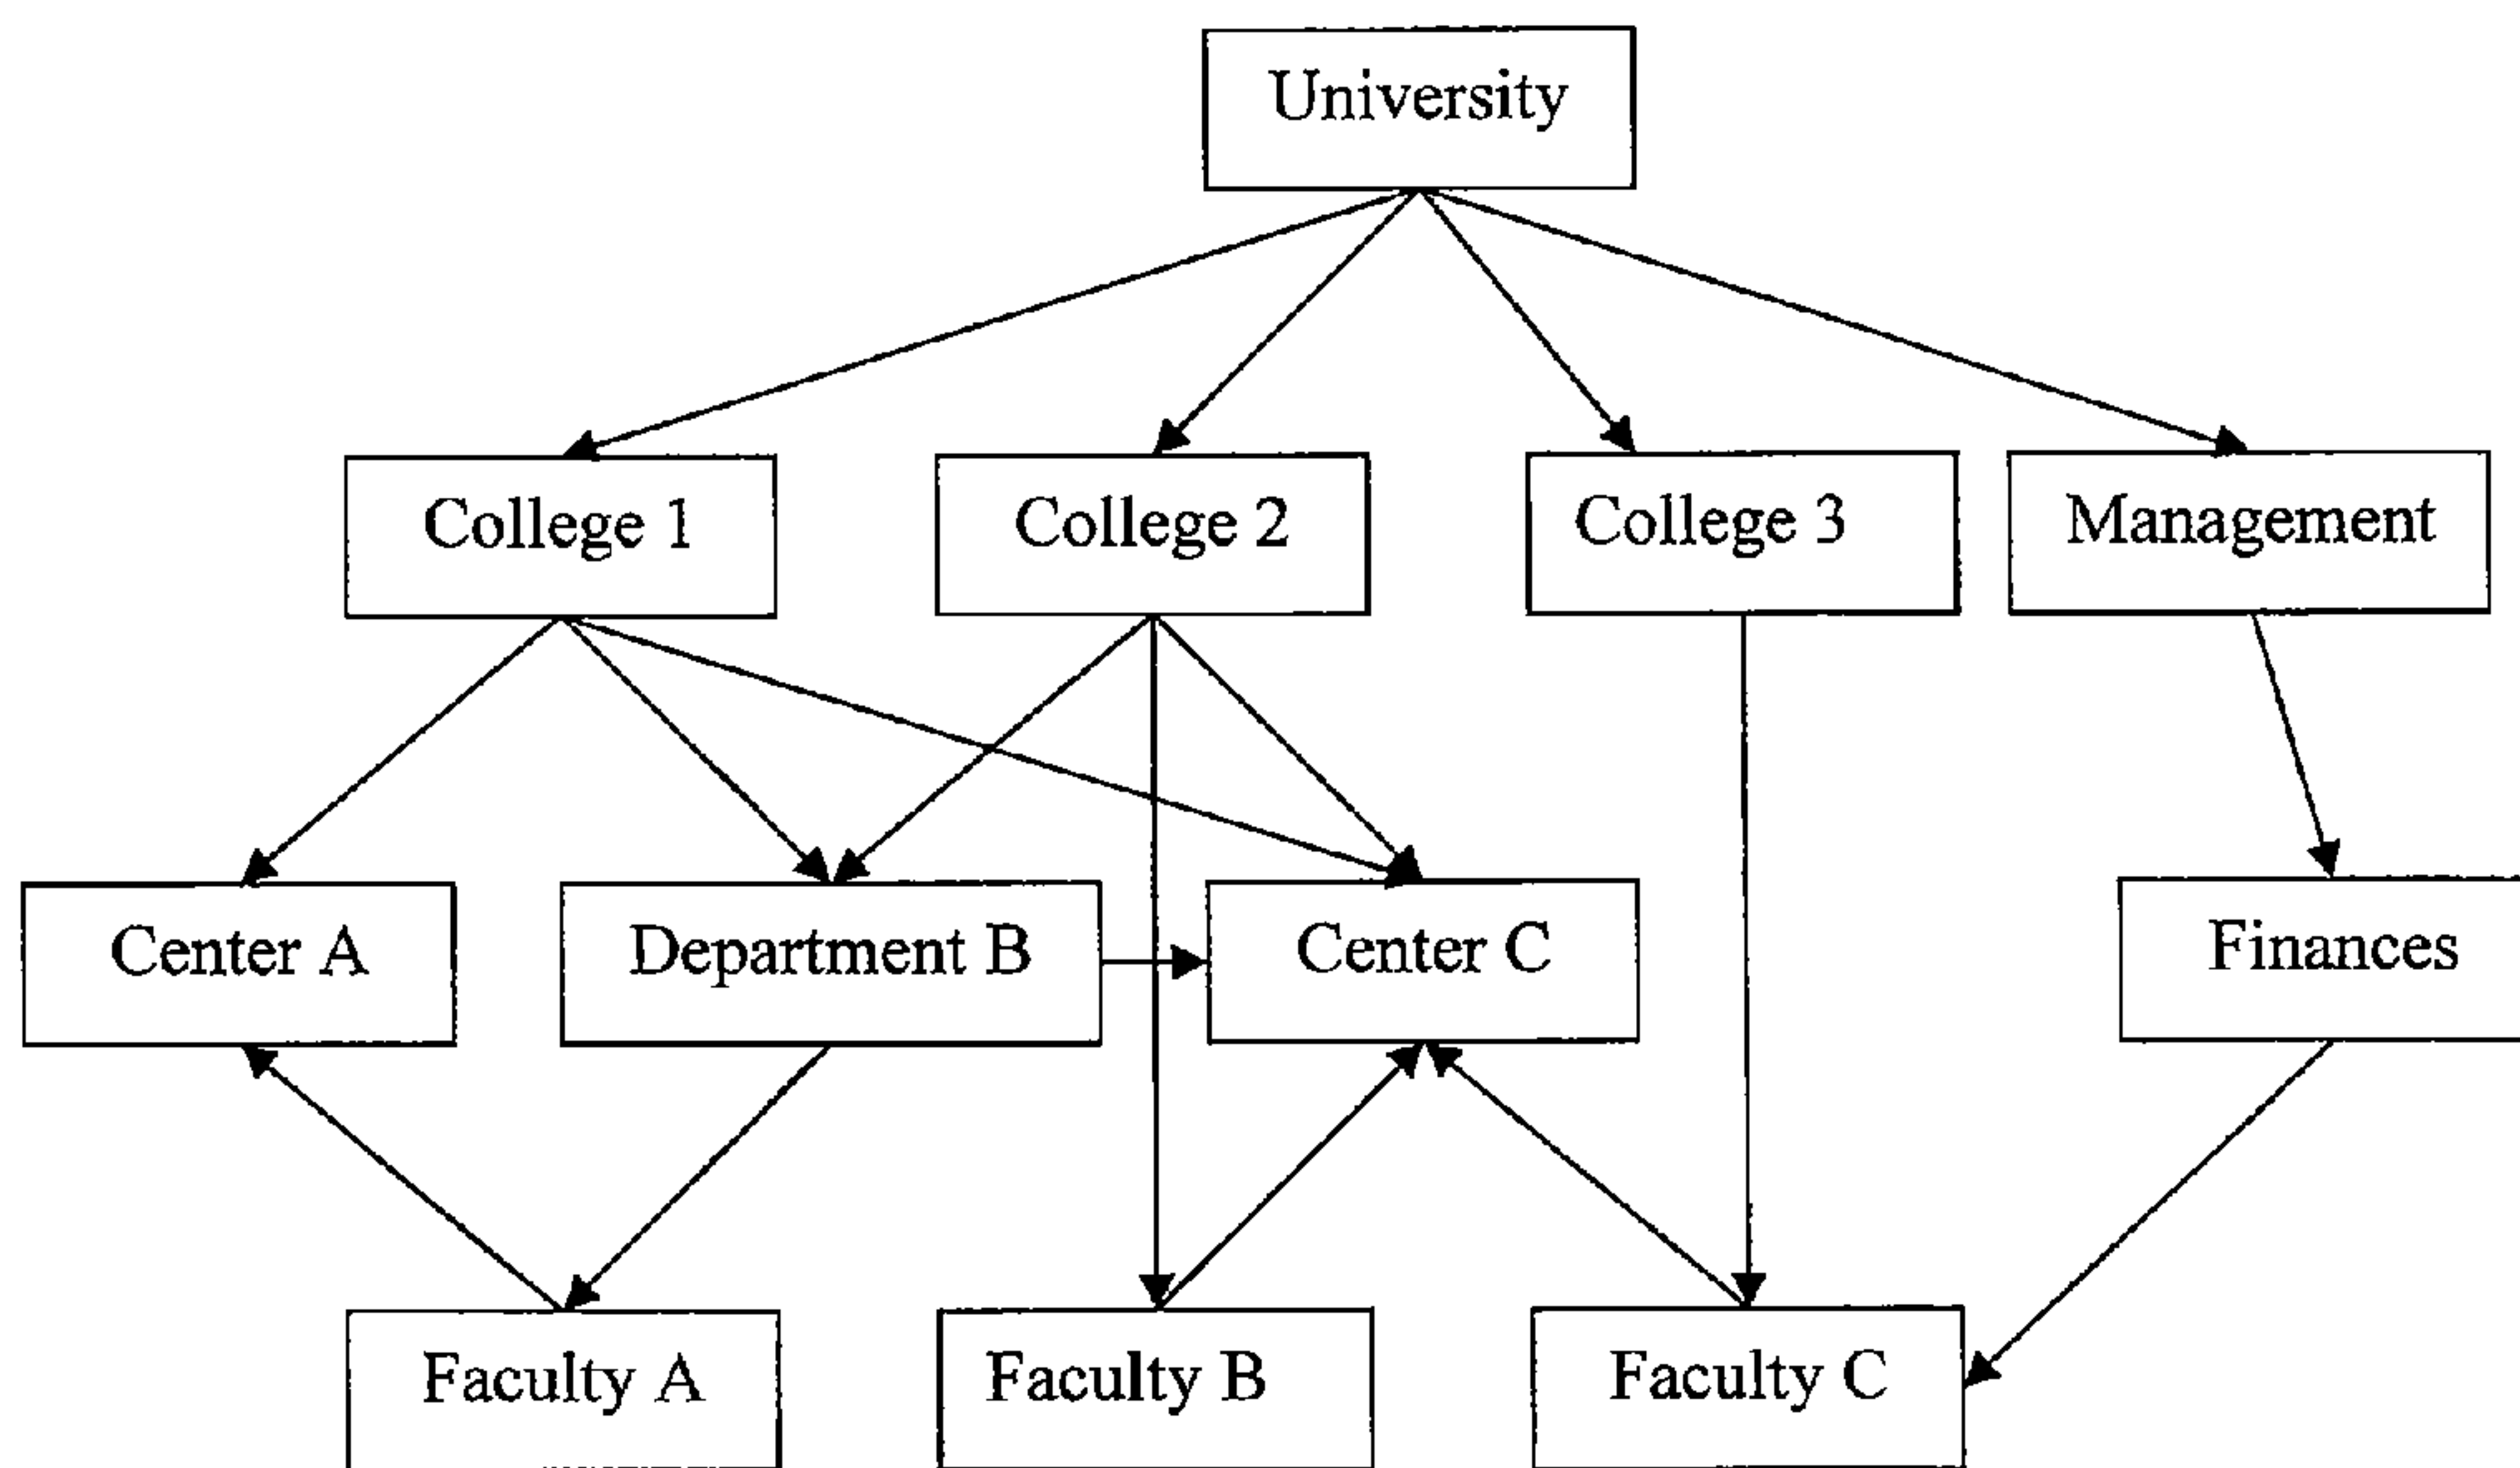 University
College 1
College 2
College 3
Management
Center A
Department B
Center C
Finances
Faculty A
Faculty B
Faculty C